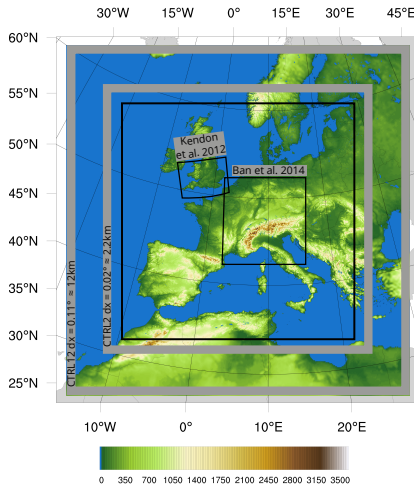 30°W 15°W 0° 15°E 30°E 45°E
60°N
55°N
50°N
45°N
40°N
35°N
30°N
25°N
Kendon
et al. 2012
Ban et al. 2014
CTRL12 dx = 0.11° ≈ 12km
CTRL2 dx = 0.02° ≈ 2.2km
10°W 0° 10°E 20°E
0 350 700 1050 1400 1750 2100 2450 2800 3150 3500